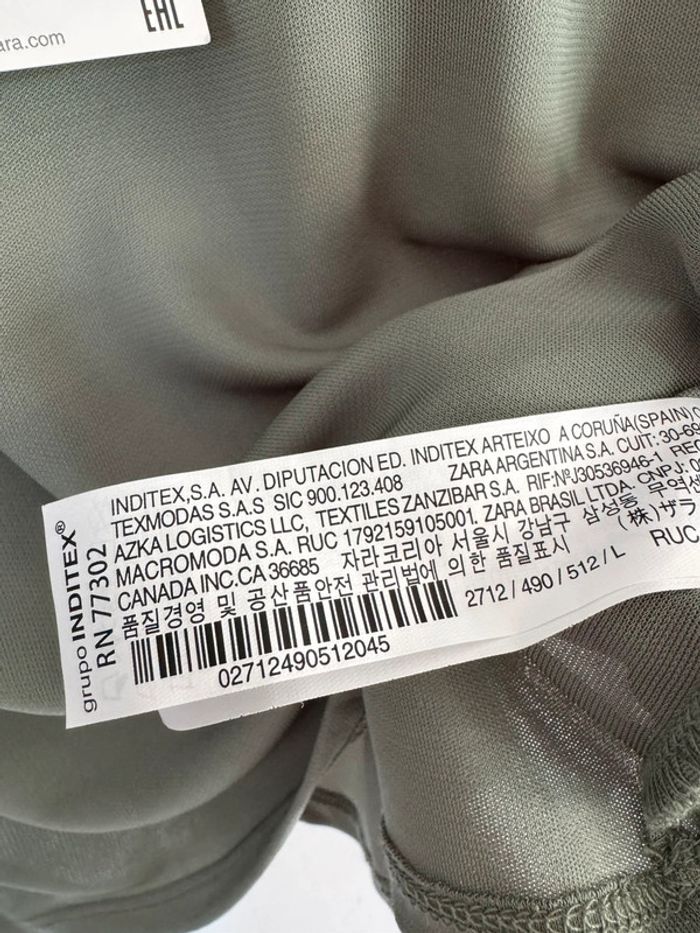 EAC
ara.com
grupo INDITEX®
RN 77302
INDITEX,S.A. AV. DIPUTACION ED. INDITEX ARTEIXO A CORUÑA(SPAIN)
TEXMODAS S.A.S SIC 900.123.408 ZARA ARGENTINA S.A. CUIT: 30-69
AZKA LOGISTICS LLC, TEXTILES ZANZIBAR S.A. RIF:NºJ30536946-1 REG
MACROMODA S.A. RUC 1792159105001. ZARA BRASIL LTDA. CNPJ:
CANADA INC.CA 36685 자라코리아 서울시 강남구 삼성동 무역센
품질경영 및 공산품안전 관리법에 의한 품질표시 (株)ザラ
2712 / 490 / 512 / L RUC
02712490512045